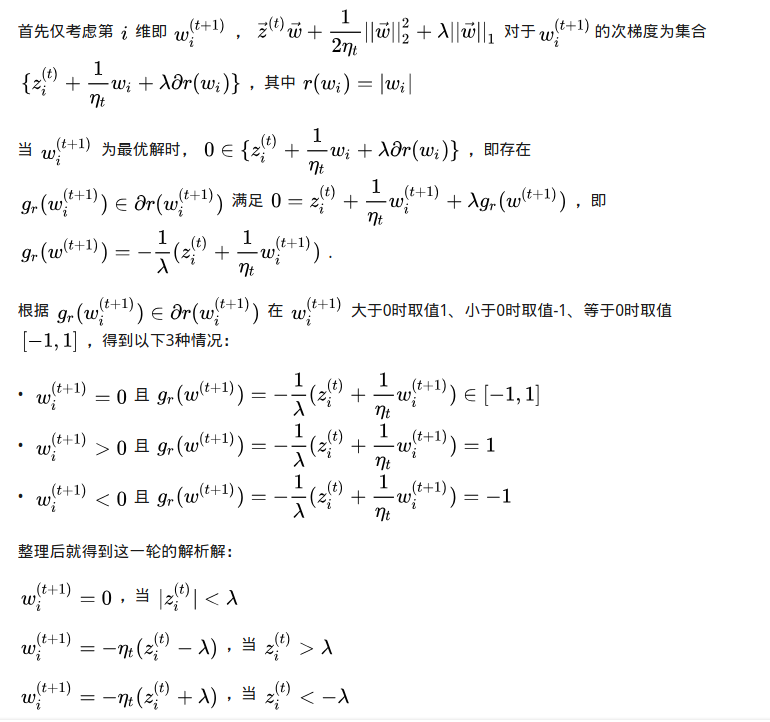 首先仅考虑第 $i$ 维即 $w_i^{(t+1)}$ ， $\vec{z}^{(t)}\vec{w} + \frac{1}{2\eta_t}||\vec{w}||_2^2 + \lambda||\vec{w}||_1$ 对于 $w_i^{(t+1)}$ 的次梯度为集合
$\{z_i^{(t)} + \frac{1}{\eta_t}w_i + \lambda\partial r(w_i)\}$ ，其中 $r(w_i) = |w_i|$
当 $w_i^{(t+1)}$ 为最优解时， $0 \in \{z_i^{(t)} + \frac{1}{\eta_t}w_i + \lambda\partial r(w_i)\}$ ，即存在
$g_r(w_i^{(t+1)}) \in \partial r(w_i^{(t+1)})$ 满足 $0 = z_i^{(t)} + \frac{1}{\eta_t}w_i^{(t+1)} + \lambda g_r(w^{(t+1)})$ ，即
$g_r(w^{(t+1)}) = -\frac{1}{\lambda}(z_i^{(t)} + \frac{1}{\eta_t}w_i^{(t+1)})$ .
根据 $g_r(w_i^{(t+1)}) \in \partial r(w_i^{(t+1)})$ 在 $w_i^{(t+1)}$ 大于0时取值1、小于0时取值-1、等于0时取值
$[-1, 1]$ ，得到以下3种情况：
• $w_i^{(t+1)} = 0$ 且 $g_r(w^{(t+1)}) = -\frac{1}{\lambda}(z_i^{(t)} + \frac{1}{\eta_t}w_i^{(t+1)}) \in [-1, 1]$
• $w_i^{(t+1)} > 0$ 且 $g_r(w^{(t+1)}) = -\frac{1}{\lambda}(z_i^{(t)} + \frac{1}{\eta_t}w_i^{(t+1)}) = 1$
• $w_i^{(t+1)} < 0$ 且 $g_r(w^{(t+1)}) = -\frac{1}{\lambda}(z_i^{(t)} + \frac{1}{\eta_t}w_i^{(t+1)}) = -1$
整理后就得到这一轮的解析解：
$w_i^{(t+1)} = 0$ ，当 $|z_i^{(t)}| < \lambda$
$w_i^{(t+1)} = -\eta_t(z_i^{(t)} - \lambda)$ ，当 $z_i^{(t)} > \lambda$
$w_i^{(t+1)} = -\eta_t(z_i^{(t)} + \lambda)$ ，当 $z_i^{(t)} < -\lambda$